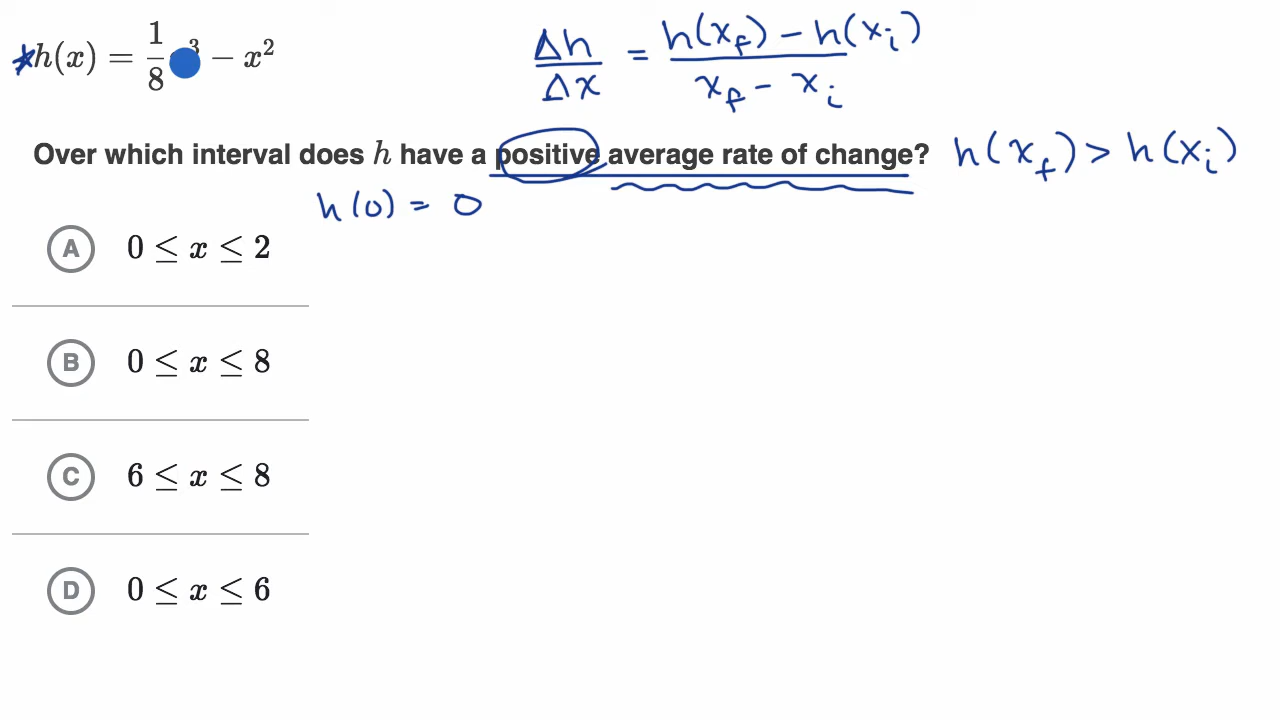 *h(x) = 1/8 3 − x²
Δh/Δx = h(x_f) − h(x_i) / x_f − x_i
Over which interval does h have a positive average rate of change? h(x_f) > h(x_i)
h(0) = 0
A 0 ≤ x ≤ 2
B 0 ≤ x ≤ 8
C 6 ≤ x ≤ 8
D 0 ≤ x ≤ 6